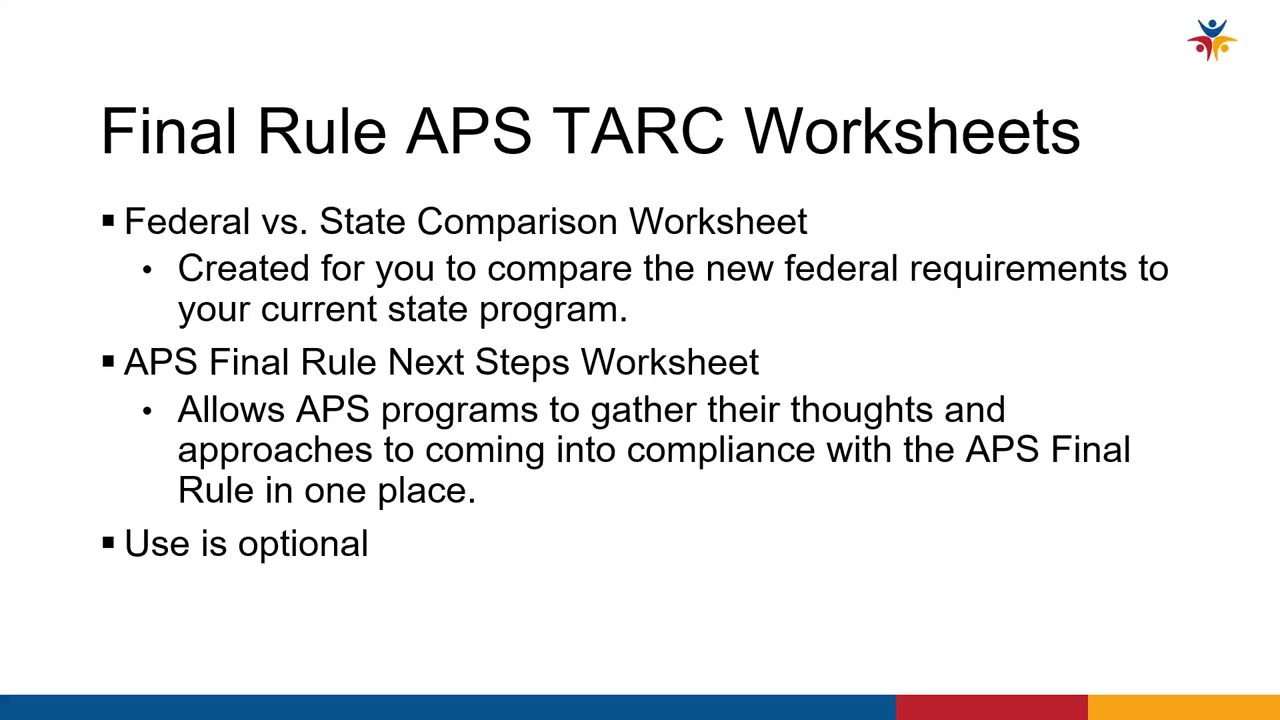 Final Rule APS TARC Worksheets
▪ Federal vs. State Comparison Worksheet
• Created for you to compare the new federal requirements to
your current state program.
▪ APS Final Rule Next Steps Worksheet
• Allows APS programs to gather their thoughts and
approaches to coming into compliance with the APS Final
Rule in one place.
▪ Use is optional